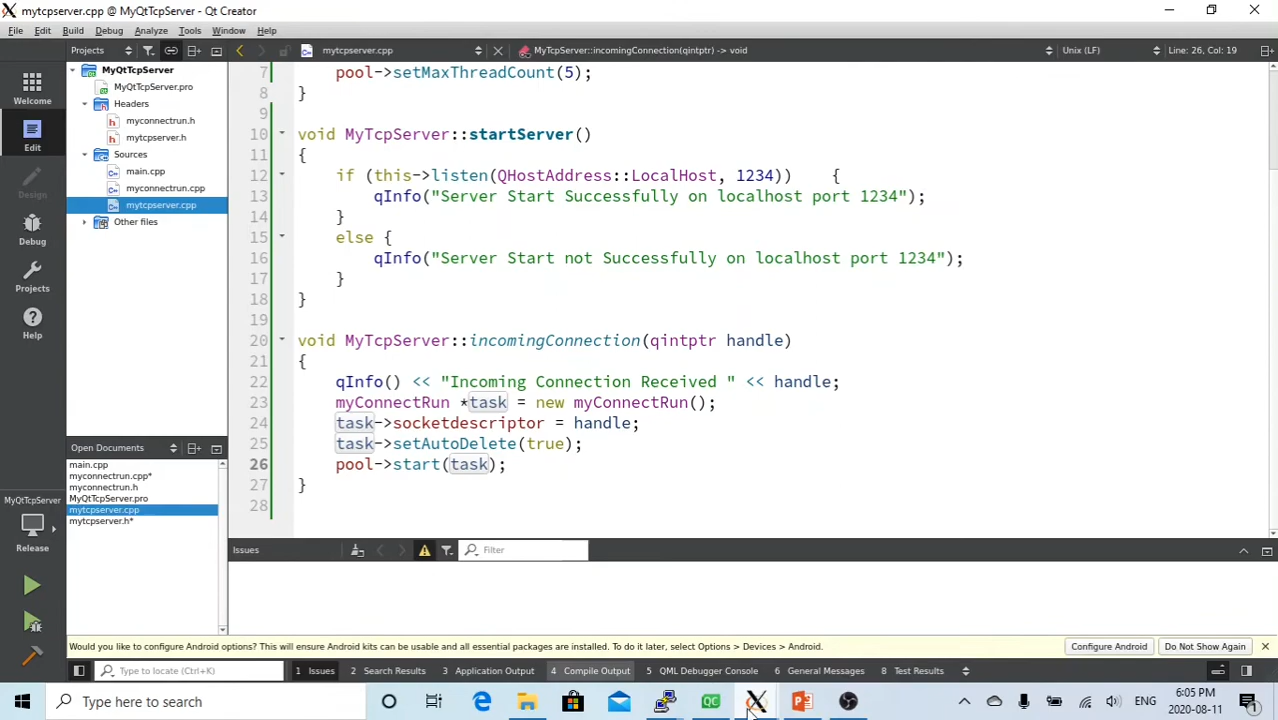 mytcpserver.cpp @ MyQtTcpServer - Qt Creator
File Edit Build Debug Analyze Tools Window Help
Projects
mytcpserver.cpp
MyTcpServer::incomingConnection(qintptr) -> void
Unix (LF)
Line: 26, Col: 19
Welcome
Edit
Design
Debug
Projects
Help
MyQtTcpServer
Release
MyQtTcpServer
MyQtTcpServer.pro
Headers
myconnectrun.h
mytcpserver.h
Sources
main.cpp
myconnectrun.cpp
mytcpserver.cpp
Other files
Open Documents
main.cpp
myconnectrun.cpp*
myconnectrun.h
MyQtTcpServer.pro
mytcpserver.cpp
mytcpserver.h*
7 pool->setMaxThreadCount(5);
8 }
9
10 void MyTcpServer::startServer()
11 {
12 if (this->listen(QHostAddress::LocalHost, 1234)) {
13 qInfo("Server Start Successfully on localhost port 1234");
14 }
15 else {
16 qInfo("Server Start not Successfully on localhost port 1234");
17 }
18 }
19
20 void MyTcpServer::incomingConnection(qintptr handle)
21 {
22 qInfo() << "Incoming Connection Received " << handle;
23 myConnectRun *task = new myConnectRun();
24 task->socketdescriptor = handle;
25 task->setAutoDelete(true);
26 pool->start(task);
27 }
28
Issues
Filter
Would you like to configure Android options? This will ensure Android kits can be usable and all essential packages are installed. To do it later, select Options > Devices > Android.
Configure Android
Do Not Show Again
Type to locate (Ctrl+K)
1 Issues
2 Search Results
3 Application Output
4 Compile Output
5 QML Debugger Console
6 General Messages
8 Test Results
Type here to search
QC
ENG
6:05 PM
2020-08-11
1